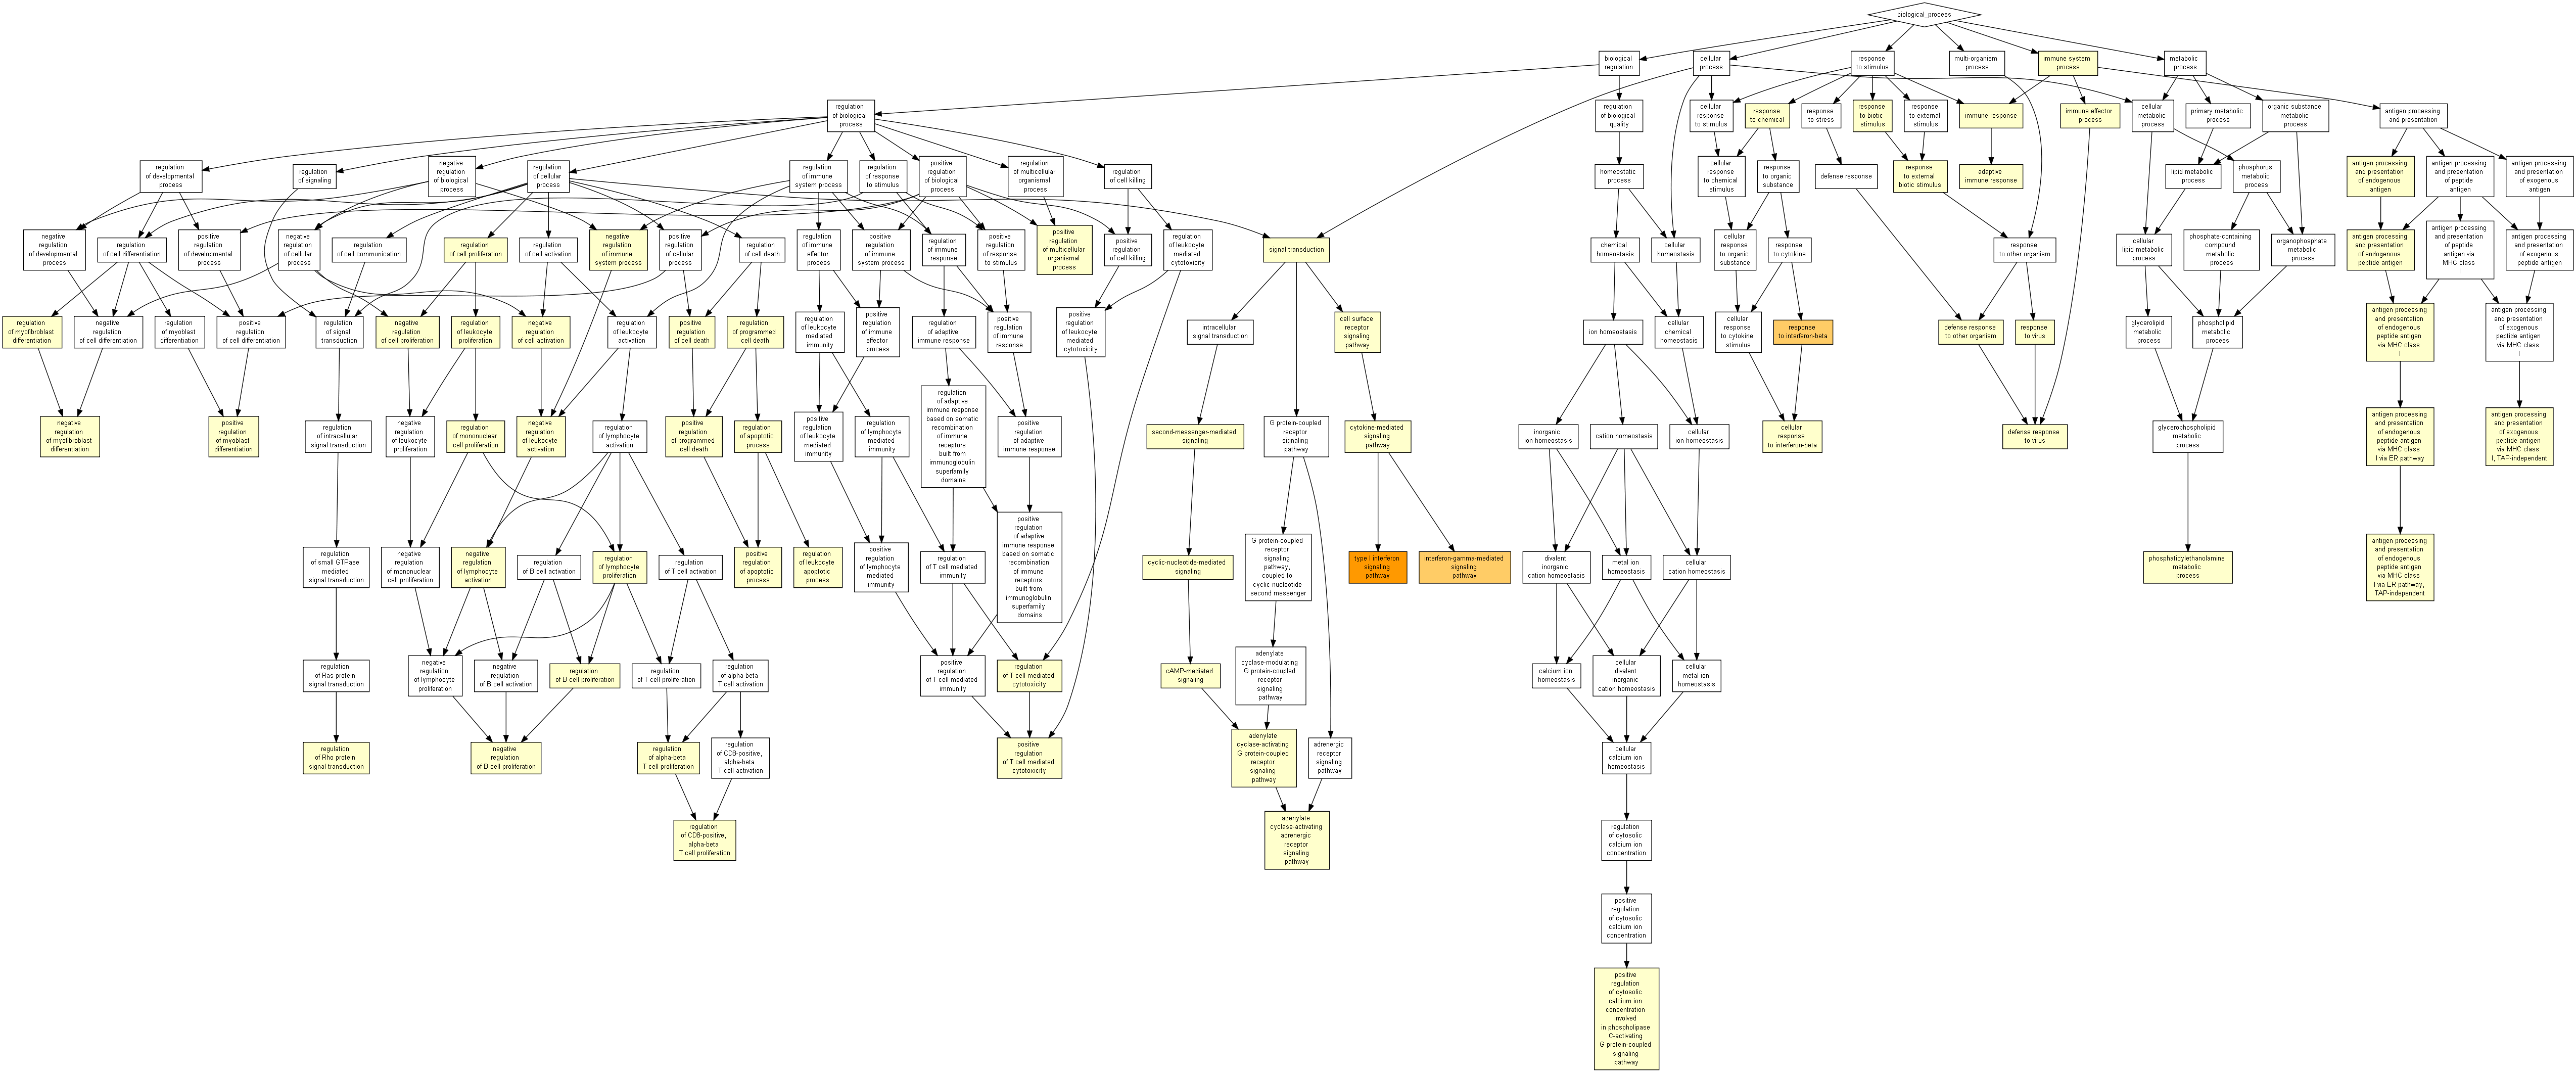 biological_process
biological
regulation
cellular
process
response
to stimulus
multi-organism
process
immune system
process
metabolic
process
regulation
of biological
process
regulation
of biological
quality
cellular
response
to stimulus
response
to chemical
response
to stress
response
to biotic
stimulus
response
to external
stimulus
immune response
immune effector
process
cellular
metabolic
process
primary metabolic
process
organic substance
metabolic
process
antigen processing
and presentation
regulation
of developmental
process
regulation
of signaling
negative
regulation
of biological
process
regulation
of cellular
process
regulation
of immune
system process
regulation
of response
to stimulus
positive
regulation
of biological
process
regulation
of multicellular
organismal
process
regulation
of cell killing
homeostatic
process
cellular
response
to chemical
stimulus
response
to organic
substance
defense response
response
to external
biotic stimulus
adaptive
immune response
lipid metabolic
process
phosphorus
metabolic
process
antigen processing
and presentation
of endogenous
antigen
antigen processing
and presentation
of peptide
antigen
antigen processing
and presentation
of exogenous
antigen
negative
regulation
of developmental
process
regulation
of cell differentiation
positive
regulation
of developmental
process
negative
regulation
of cellular
process
regulation
of cell communication
regulation
of cell proliferation
regulation
of cell activation
negative
regulation
of immune
system process
positive
regulation
of cellular
process
regulation
of cell death
regulation
of immune
effector
process
positive
regulation
of immune
system process
regulation
of immune
response
positive
regulation
of response
to stimulus
positive
regulation
of multicellular
organismal
process
positive
regulation
of cell killing
regulation
of leukocyte
mediated
cytotoxicity
signal transduction
chemical
homeostasis
cellular
homeostasis
cellular
response
to organic
substance
response
to cytokine
response
to other organism
cellular
lipid metabolic
process
phosphate-containing
compound
metabolic
process
organophosphate
metabolic
process
antigen processing
and presentation
of endogenous
peptide antigen
antigen processing
and presentation
of peptide
antigen via
MHC class
I
antigen processing
and presentation
of exogenous
peptide antigen
regulation
of myofibroblast
differentiation
negative
regulation
of cell differentiation
regulation
of myoblast
differentiation
positive
regulation
of cell differentiation
regulation
of signal
transduction
negative
regulation
of cell proliferation
regulation
of leukocyte
proliferation
negative
regulation
of cell activation
regulation
of leukocyte
activation
positive
regulation
of cell death
regulation
of programmed
cell death
regulation
of leukocyte
mediated
immunity
positive
regulation
of immune
effector
process
regulation
of adaptive
immune response
positive
regulation
of immune
response
positive
regulation
of leukocyte
mediated
cytotoxicity
intracellular
signal transduction
cell surface
receptor
signaling
pathway
ion homeostasis
cellular
chemical
homeostasis
cellular
response
to cytokine
stimulus
response
to interferon-beta
defense response
to other organism
response
to virus
glycerolipid
metabolic
process
phospholipid
metabolic
process
antigen processing
and presentation
of endogenous
peptide antigen
via MHC class
I
antigen processing
and presentation
of exogenous
peptide antigen
via MHC class
I
negative
regulation
of myofibroblast
differentiation
positive
regulation
of myoblast
differentiation
regulation
of intracellular
signal transduction
negative
regulation
of leukocyte
proliferation
regulation
of mononuclear
cell proliferation
negative
regulation
of leukocyte
activation
regulation
of lymphocyte
activation
positive
regulation
of programmed
cell death
regulation
of apoptotic
process
positive
regulation
of leukocyte
mediated
immunity
regulation
of lymphocyte
mediated
immunity
regulation
of adaptive
immune response
based on somatic
recombination
of immune
receptors
built from
immunoglobulin
superfamily
domains
positive
regulation
of adaptive
immune response
second-messenger-mediated
signaling
G protein-coupled
receptor
signaling
pathway
cytokine-mediated
signaling
pathway
inorganic
ion homeostasis
cation homeostasis
cellular
ion homeostasis
cellular
response
to interferon-beta
defense response
to virus
glycerophospholipid
metabolic
process
antigen processing
and presentation
of endogenous
peptide antigen
via MHC class
I via ER pathway
antigen processing
and presentation
of exogenous
peptide antigen
via MHC class
I, TAP-independent
regulation
of small GTPase
mediated
signal transduction
negative
regulation
of mononuclear
cell proliferation
negative
regulation
of lymphocyte
activation
regulation
of B cell activation
regulation
of lymphocyte
proliferation
regulation
of T cell activation
positive
regulation
of apoptotic
process
regulation
of leukocyte
apoptotic
process
positive
regulation
of lymphocyte
mediated
immunity
regulation
of T cell mediated
immunity
positive
regulation
of adaptive
immune response
based on somatic
recombination
of immune
receptors
built from
immunoglobulin
superfamily
domains
cyclic-nucleotide-mediated
signaling
G protein-coupled
receptor
signaling
pathway,
coupled to
cyclic nucleotide
second messenger
type I interferon
signaling
pathway
interferon-gamma-mediated
signaling
pathway
divalent
inorganic
cation homeostasis
metal ion
homeostasis
cellular
cation homeostasis
phosphatidylethanolamine
metabolic
process
antigen processing
and presentation
of endogenous
peptide antigen
via MHC class
I via ER pathway,
TAP-independent
regulation
of Ras protein
signal transduction
negative
regulation
of lymphocyte
proliferation
negative
regulation
of B cell activation
regulation
of B cell proliferation
regulation
of T cell proliferation
regulation
of alpha-beta
T cell activation
positive
regulation
of T cell mediated
immunity
regulation
of T cell mediated
cytotoxicity
cAMP-mediated
signaling
adenylate
cyclase-modulating
G protein-coupled
receptor
signaling
pathway
calcium ion
homeostasis
cellular
divalent
inorganic
cation homeostasis
cellular
metal ion
homeostasis
regulation
of Rho protein
signal transduction
negative
regulation
of B cell proliferation
regulation
of alpha-beta
T cell proliferation
regulation
of CD8-positive,
alpha-beta
T cell activation
positive
regulation
of T cell mediated
cytotoxicity
adenylate
cyclase-activating
G protein-coupled
receptor
signaling
pathway
adrenergic
receptor
signaling
pathway
cellular
calcium ion
homeostasis
regulation
of CD8-positive,
alpha-beta
T cell proliferation
adenylate
cyclase-activating
adrenergic
receptor
signaling
pathway
regulation
of cytosolic
calcium ion
concentration
positive
regulation
of cytosolic
calcium ion
concentration
positive
regulation
of cytosolic
calcium ion
concentration
involved
in phospholipase
C-activating
G protein-coupled
signaling
pathway